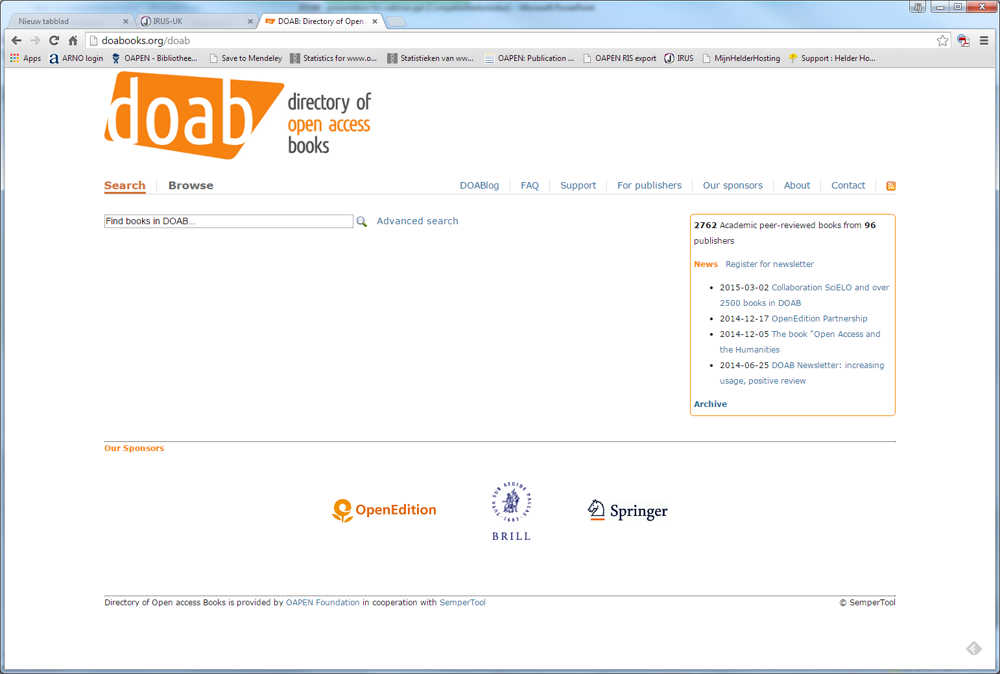 Nieuw tabblad
IRUS-UK
DOAB: Directory of Open
Jj
doabooks.org/doab
Apps
ARNO login
OAPEN - Bibliothee...
Save to Mendeley
Statistics for www.o...
Statistieken van ww...
OAPEN: Publication ...
OAPEN RIS export
IRUS
MijnHelderHosting
Support : Helder Ho...
doab
directory of
open access
books
Search
Browse
DOABlog
FAQ
Support
For publishers
Our sponsors
About
Contact
Find books in DOAB...
Advanced search
2762 Academic peer-reviewed books from 96
publishers
News Register for newsletter
2015-03-02 Collaboration SciELO and over
2500 books in DOAB
2014-12-17 OpenEdition Partnership
2014-12-05 The book "Open Access and
the Humanities
2014-06-25 DOAB Newsletter: increasing
usage, positive review
Archive
Our Sponsors
OpenEdition
TUTA SUB AEGIDE PALLAS
· 1683 ·
BRILL
Springer
Directory of Open access Books is provided by OAPEN Foundation in cooperation with SemperTool
© SemperTool